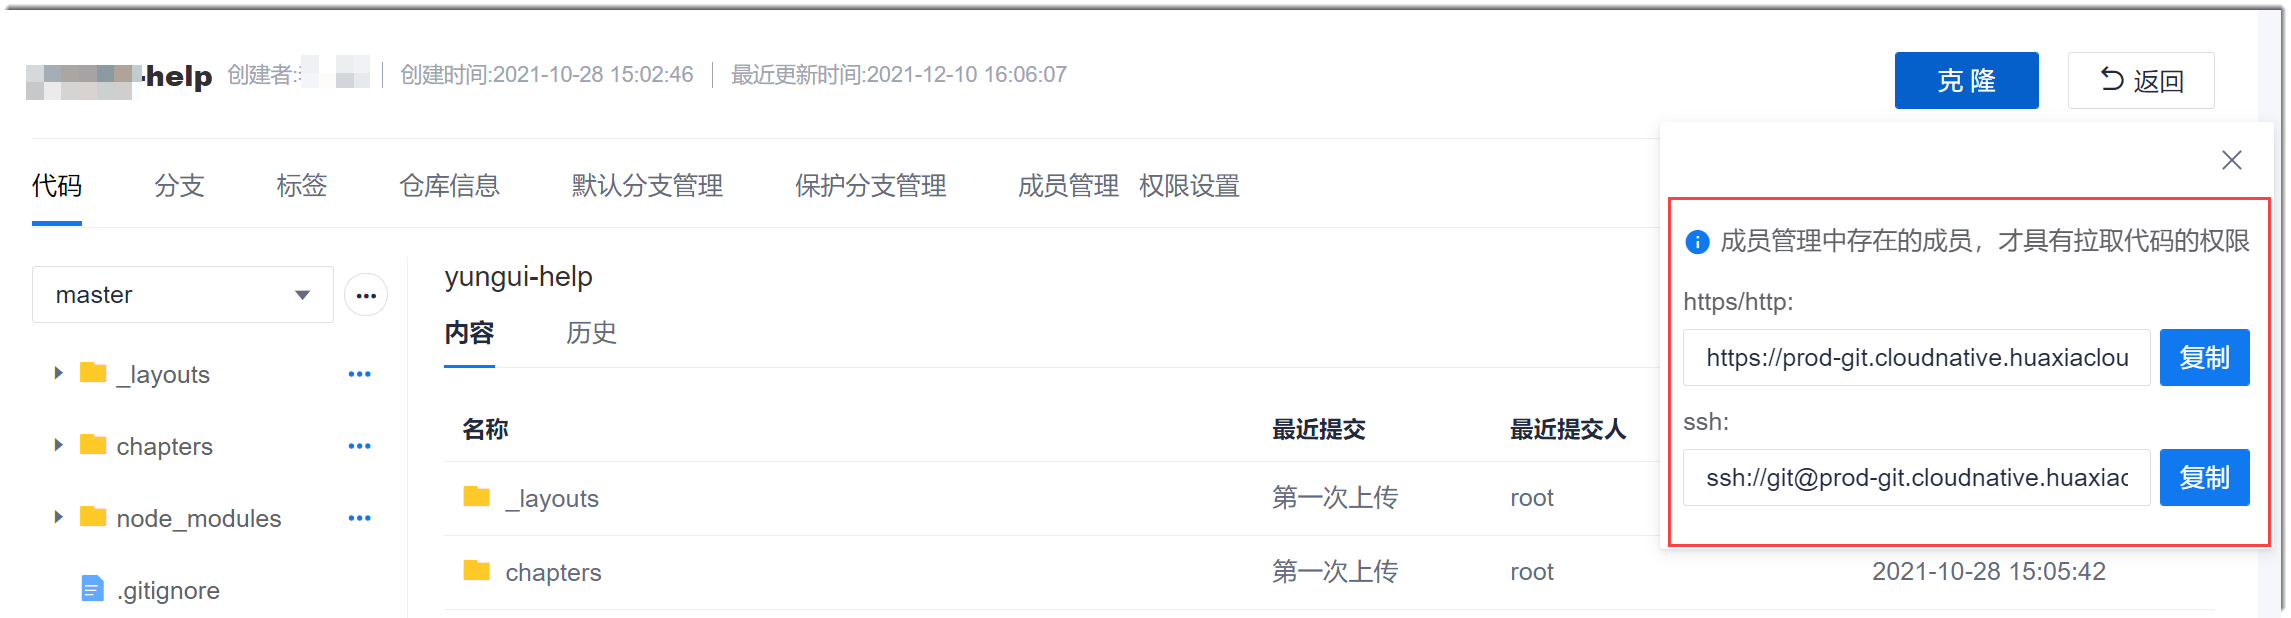 -help 创建者: 创建时间:2021-10-28 15:02:46 最近更新时间:2021-12-10 16:06:07
克 隆
返回
代码 分支 标签 仓库信息 默认分支管理 保护分支管理 成员管理 权限设置
成员管理中存在的成员，才具有拉取代码的权限
https/http:
https://prod-git.cloudnative.huaxiaclou 复制
ssh:
ssh://git@prod-git.cloudnative.huaxiac 复制
master
_layouts
chapters
node_modules
.gitignore
yungui-help
内容 历史
名称 最近提交 最近提交人
_layouts 第一次上传 root
chapters 第一次上传 root 2021-10-28 15:05:42